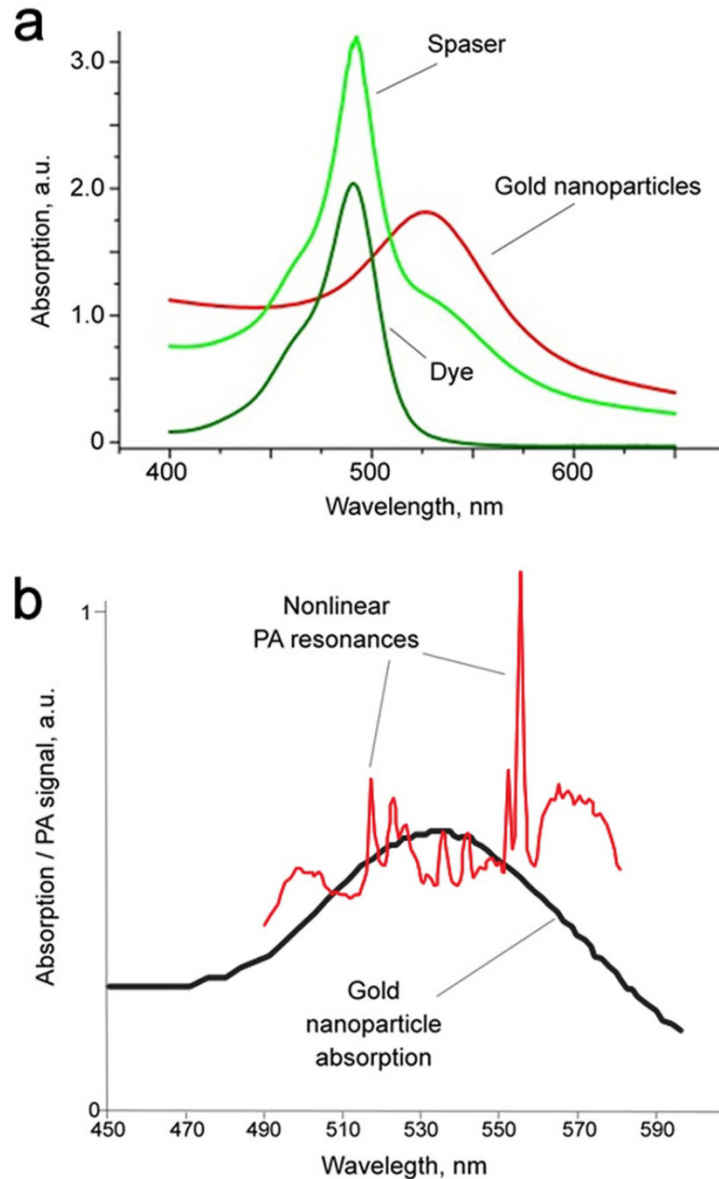 a
Spaser
Gold nanoparticles
Dye
Absorption, a.u.
3.0
2.0
1.0
0
400
500
600
Wavelength, nm
b
Nonlinear
PA resonances
Gold
nanoparticle
absorption
Absorption / PA signal, a.u.
1
0
450
470
490
510
530
550
570
590
Wavelegth, nm